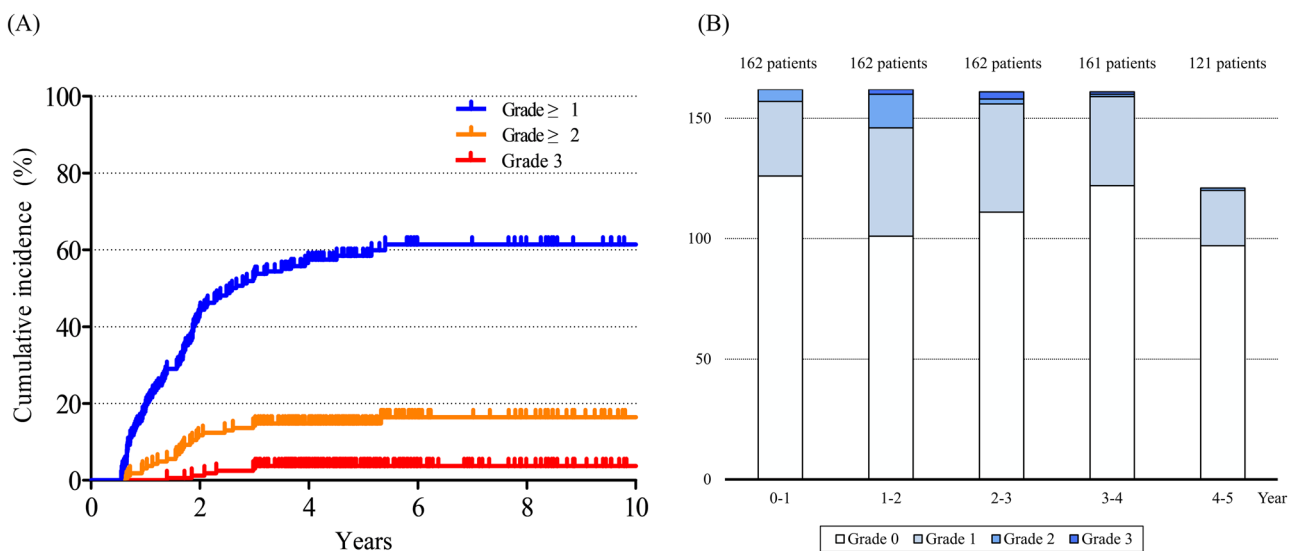 (A)
(B)
100
80
60
40
20
0
Cumulative incidence (%)
Grade ≥ 1
Grade ≥ 2
Grade 3
0 2 4 6 8 10
Years
162 patients 162 patients 162 patients 161 patients 121 patients
150
100
50
0
0-1 1-2 2-3 3-4 4-5 Year
Grade 0 Grade 1 Grade 2 Grade 3